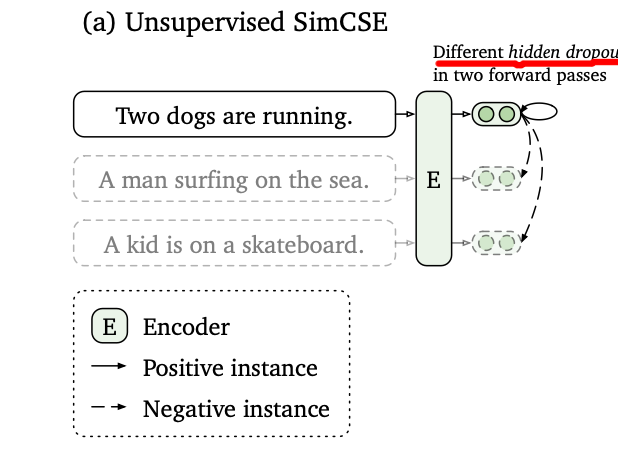 (a) Unsupervised SimCSE
Different hidden
in two forward passes
Two dogs are running.
A man surfing on the sea.
E
A kid is on a skateboard.
E Encoder
Positive instance
Negative instance